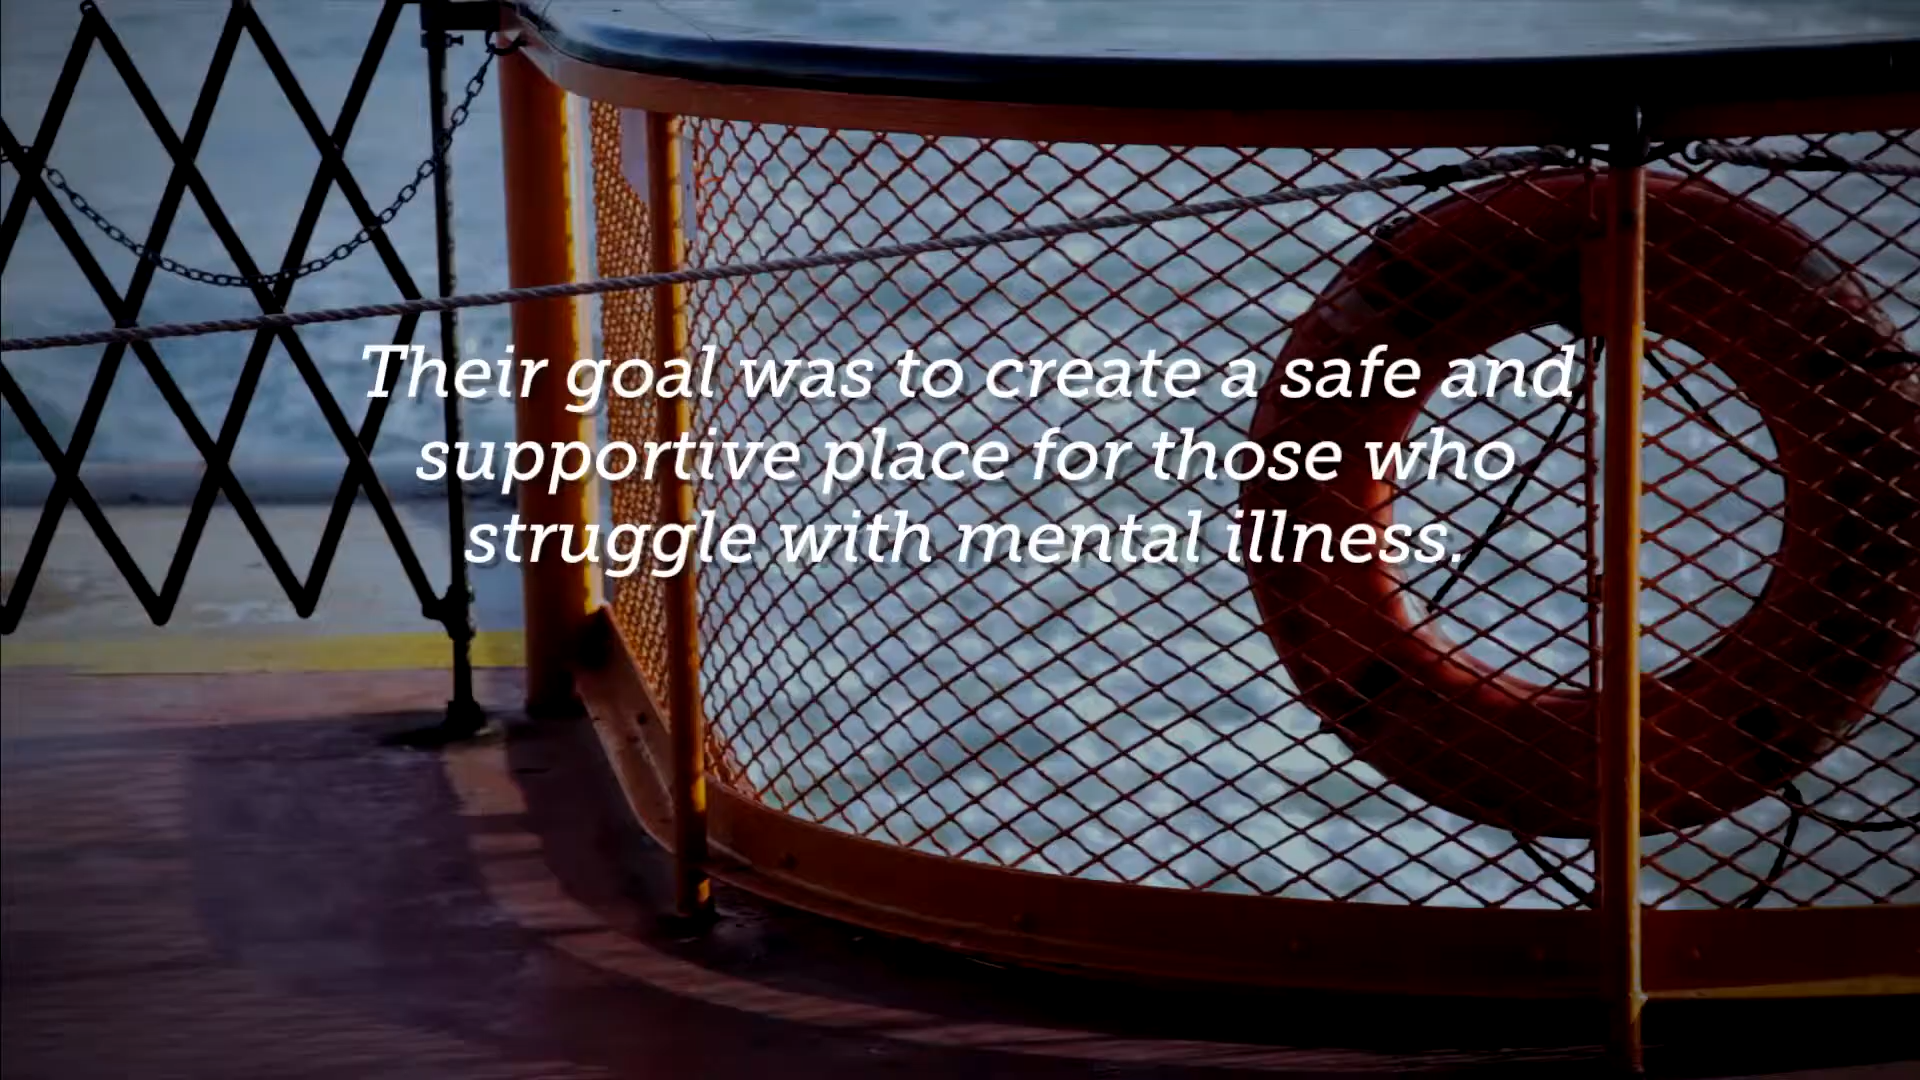 Their goal was to create a safe and
supportive place for those who
struggle with mental illness.